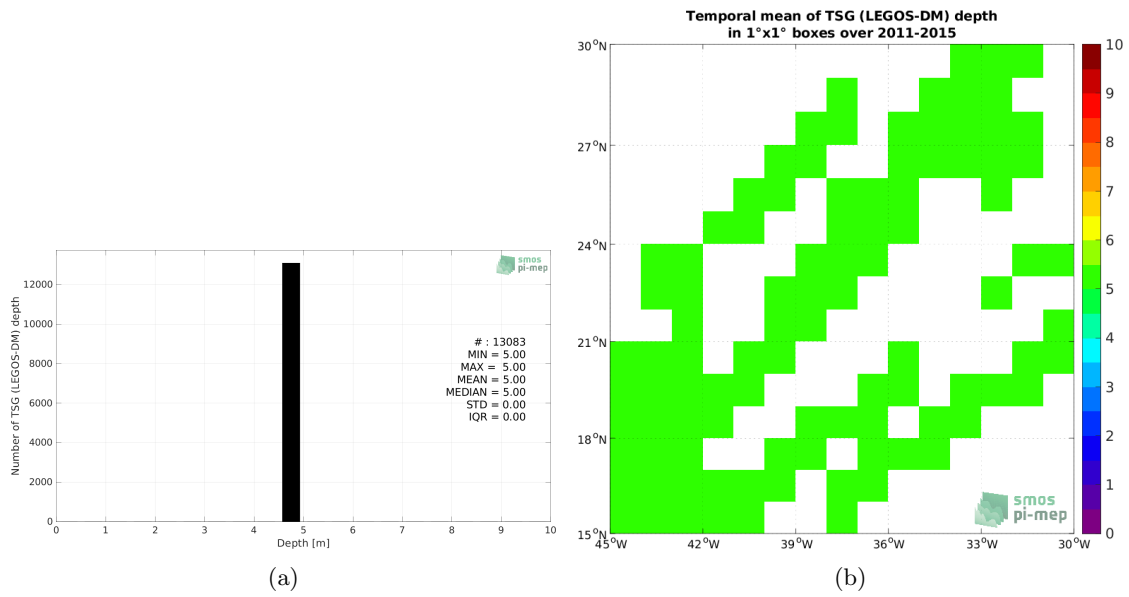 12000
10000
8000
6000
4000
2000
0
Number of TSG (LEGOS-DM) depth
smos
pi-mep
# : 13083
MIN = 5.00
MAX = 5.00
MEAN = 5.00
MEDIAN = 5.00
STD = 0.00
IQR = 0.00
0 1 2 3 4 5 6 7 8 9 10
Depth [m]
(a)
Temporal mean of TSG (LEGOS-DM) depth
in 1°x1° boxes over 2011-2015
30°N
27°N
24°N
21°N
18°N
15°N
45°W 42°W 39°W 36°W 33°W 30°W
smos
pi-mep
10
9
8
7
6
5
4
3
2
1
0
(b)